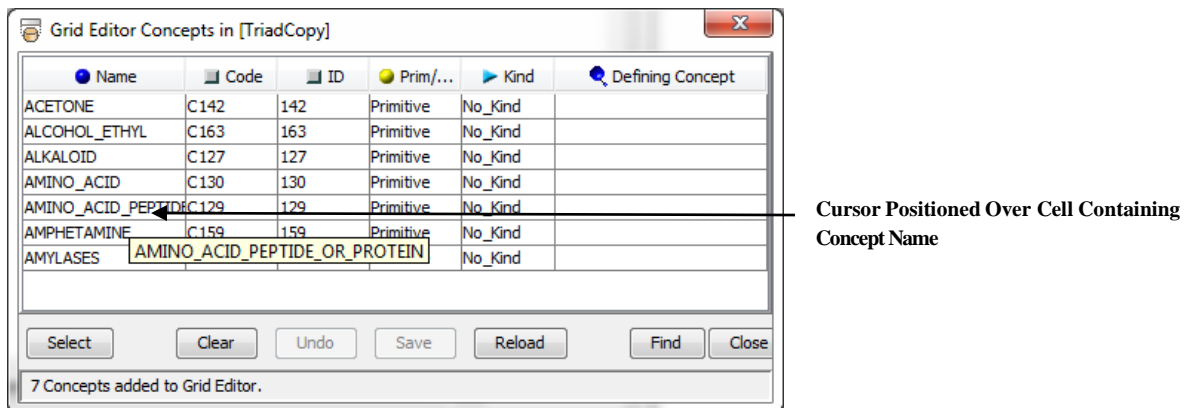 Grid Editor Concepts in [TriadCopy]
Name Code ID Prim/... Kind Defining Concept
ACETONE C142 142 Primitive No_Kind
ALCOHOL_ETHYL C163 163 Primitive No_Kind
ALKALOID C127 127 Primitive No_Kind
AMINO_ACID C130 130 Primitive No_Kind
AMINO_ACID_PEPTIDE C129 129 Primitive No_Kind
AMPHETAMINE C159 159 Primitive No_Kind
AMYLASES AMINO_ACID_PEPTIDE_OR_PROTEIN No_Kind
Select Clear Undo Save Reload Find Close
7 Concepts added to Grid Editor.
Cursor Positioned Over Cell Containing
Concept Name